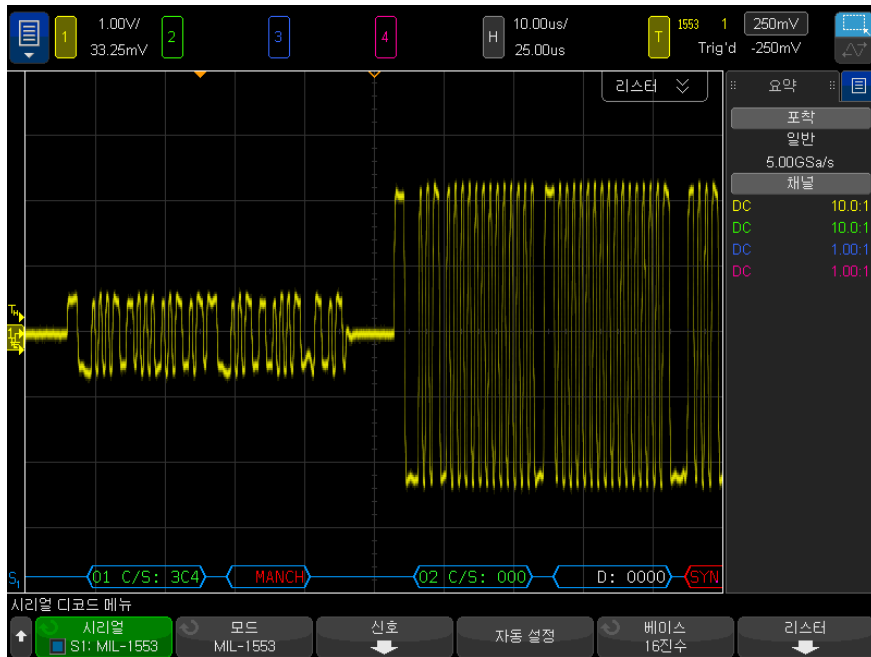 1 1.00V/ 33.25mV 2 3 4 H 10.00us/ 25.00us T 1553 1 Trig'd 250mV -250mV
리스터
요약
포착
일반
5.00GSa/s
채널
DC 10.0:1
DC 10.0:1
DC 1.00:1
DC 1.00:1
TH
S1 01 C/S: 3C4 MANCH 02 C/S: 000 D: 0000 SYN
시리얼 디코드 메뉴
시리얼 모드 신호 자동 설정 베이스 리스터
S1: MIL-1553 MIL-1553 16진수